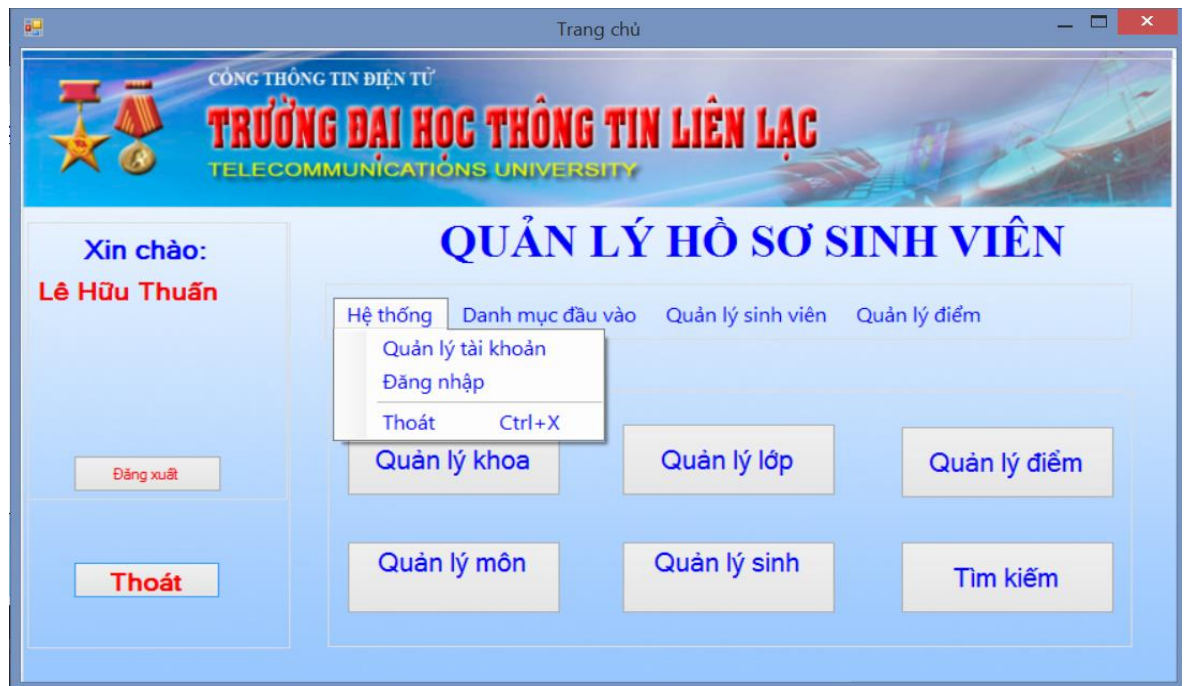 Trang chủ
CỔNG THÔNG TIN ĐIỆN TỬ
TRƯỜNG ĐẠI HỌC THÔNG TIN LIÊN LẠC
TELECOMMUNICATIONS UNIVERSITY
Xin chào:
Lê Hữu Thuấn
Đăng xuất
Thoát
QUẢN LÝ HỒ SƠ SINH VIÊN
Hệ thống Danh mục đầu vào Quản lý sinh viên Quản lý điểm
Quản lý tài khoản
Đăng nhập
Thoát Ctrl+X
Quản lý khoa Quản lý lớp Quản lý điểm
Quản lý môn Quản lý sinh Tìm kiếm